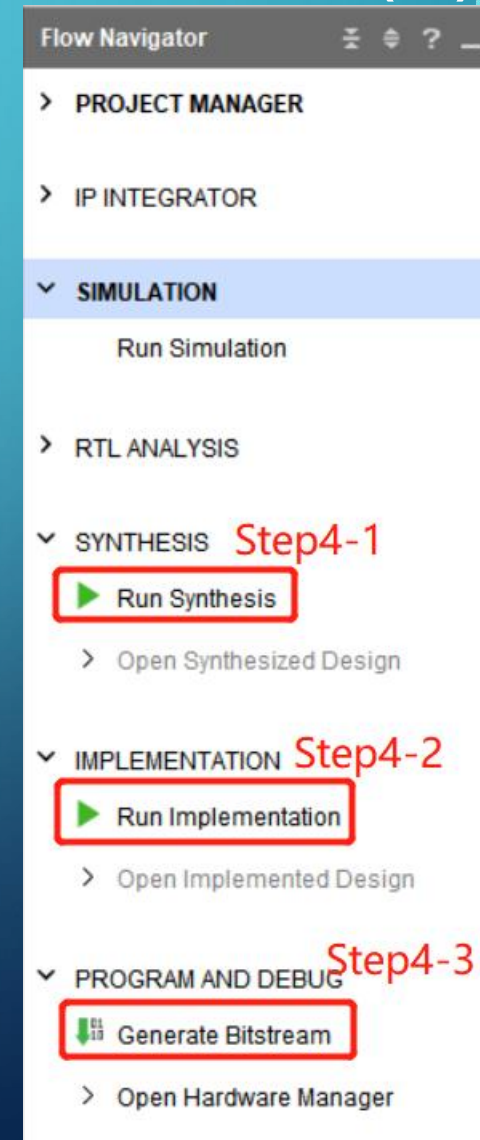 Flow Navigator ?
PROJECT MANAGER
IP INTEGRATOR
SIMULATION
Run Simulation
RTL ANALYSIS
SYNTHESIS Step4-1
Run Synthesis
Open Synthesized Design
IMPLEMENTATION Step4-2
Run Implementation
Open Implemented Design
Step4-3
PROGRAM AND DEBUG
Generate Bitstream
Open Hardware Manager